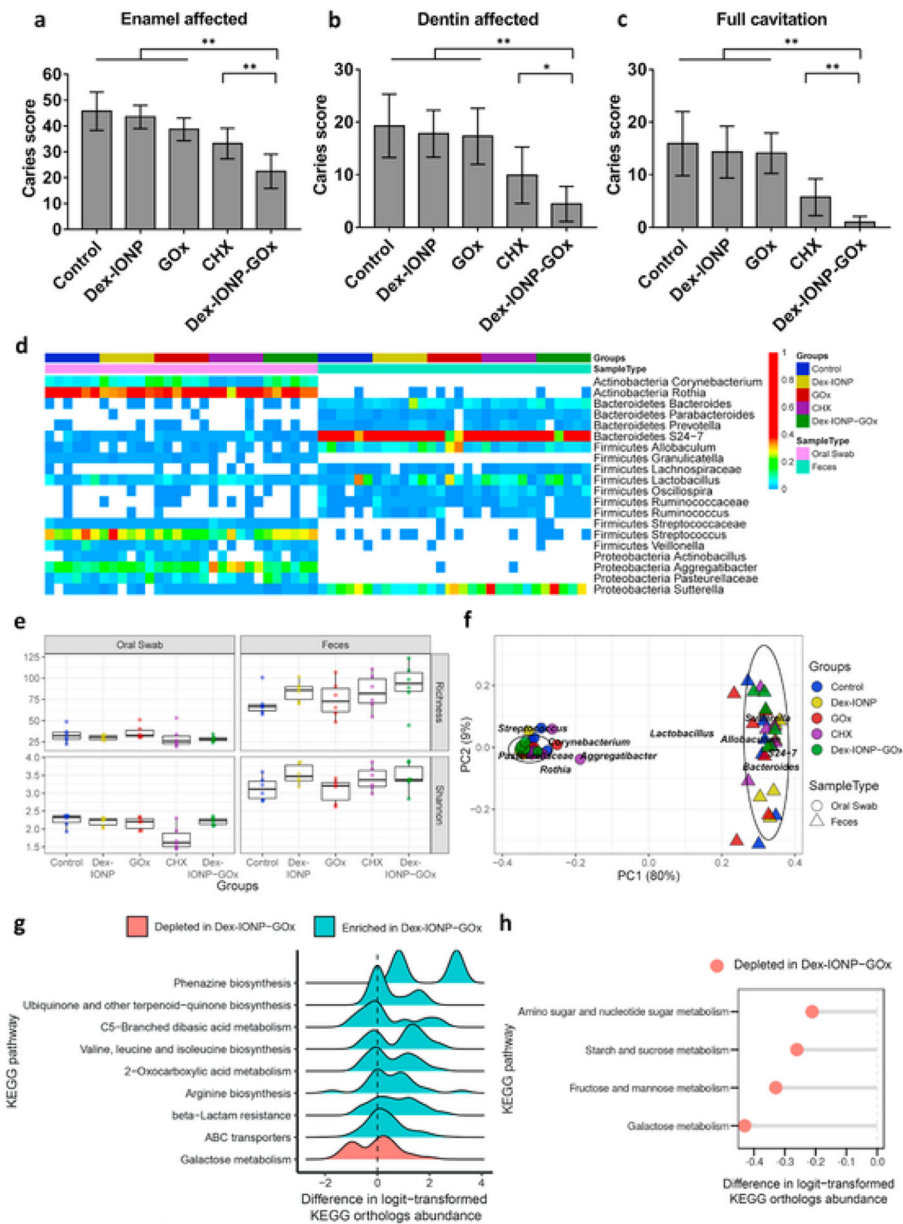 a
Enamel affected
**
**
Caries score
60
50
40
30
20
10
0
Control
Dex-IONP
GOx
CHX
Dex-IONP-GOx
b
Dentin affected
**
*
Caries score
30
20
10
0
Control
Dex-IONP
GOx
CHX
Dex-IONP-GOx
c
Full cavitation
**
**
Caries score
30
20
10
0
Control
Dex-IONP
GOx
CHX
Dex-IONP-GOx
d
Groups
SampleType
Actinobacteria Corynebacterium
Actinobacteria Rothia
Bacteroidetes Bacteroides
Bacteroidetes Parabacteroides
Bacteroidetes Prevotella
Bacteroidetes S24-7
Firmicutes Allobaculum
Firmicutes Granulicatella
Firmicutes Lachnospiraceae
Firmicutes Lactobacillus
Firmicutes Oscillospira
Firmicutes Ruminococcaceae
Firmicutes Ruminococcus
Firmicutes Streptococcaceae
Firmicutes Streptococcus
Firmicutes Veillonella
Proteobacteria Actinobacillus
Proteobacteria Aggregatibacter
Proteobacteria Pasteurellaceae
Proteobacteria Sutterella
1
0.8
0.6
0.4
0.2
0
Groups
Control
Dex-IONP
GOx
CHX
Dex-IONP-GOx
SampleType
Oral Swab
Feces
e
Oral Swab
Feces
125
100
75
50
25
Richness
4.0
3.5
3.0
2.5
2.0
1.5
Shannon
Control
Dex-
IONP
GOx
CHX
Dex-
IONP-GOx
Control
Dex-
IONP
GOx
CHX
Dex-
IONP-GOx
Groups
f
PC2 (9%)
0.2
0.0
-0.2
Streptococcus
Corynebacterium
Pasteurellaceae
Aggregatibacter
Rothia
Lactobacillus
Sutterella
Allobaculum
S24-7
Bacteroides
-0.4
-0.2
0.0
0.2
0.4
PC1 (80%)
Groups
Control
Dex-IONP
GOx
CHX
Dex-IONP-GOx
SampleType
Oral Swab
Feces
g
Depleted in Dex-IONP-GOx
Enriched in Dex-IONP-GOx
KEGG pathway
Phenazine biosynthesis
Ubiquinone and other terpenoid-quinone biosynthesis
C5-Branched dibasic acid metabolism
Valine, leucine and isoleucine biosynthesis
2-Oxocarboxylic acid metabolism
Arginine biosynthesis
beta-Lactam resistance
ABC transporters
Galactose metabolism
-2
0
2
4
Difference in logit-transformed
KEGG orthologs abundance
h
Depleted in Dex-IONP-GOx
KEGG pathway
Amino sugar and nucleotide sugar metabolism
Starch and sucrose metabolism
Fructose and mannose metabolism
Galactose metabolism
-0.4
-0.3
-0.2
-0.1
0.0
Difference in logit-transformed
KEGG orthologs abundance